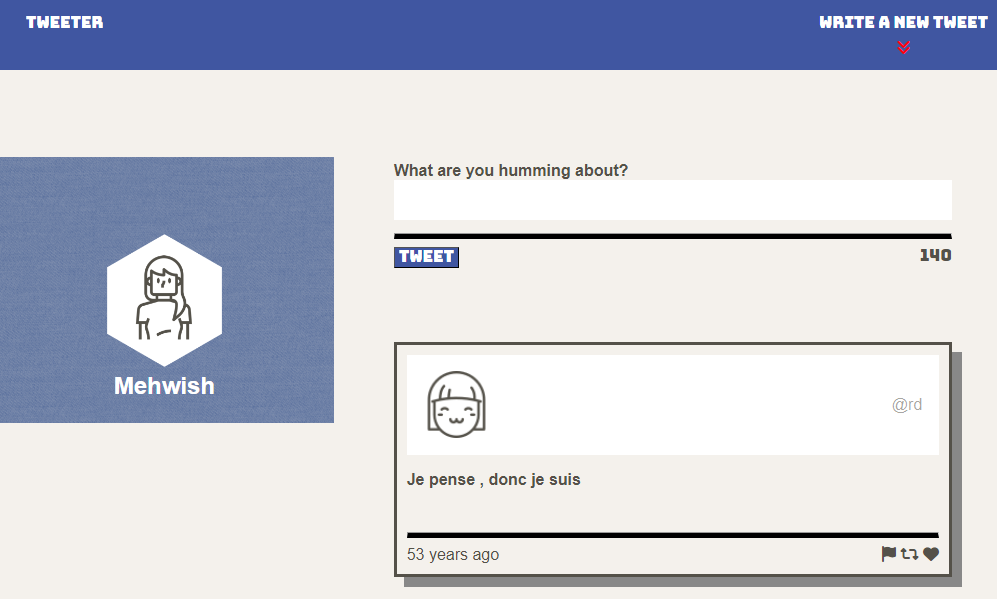 TWEETER
WRITE A NEW TWEET
Mehwish
What are you humming about?
TWEET
140
@rd
Je pense , donc je suis
53 years ago